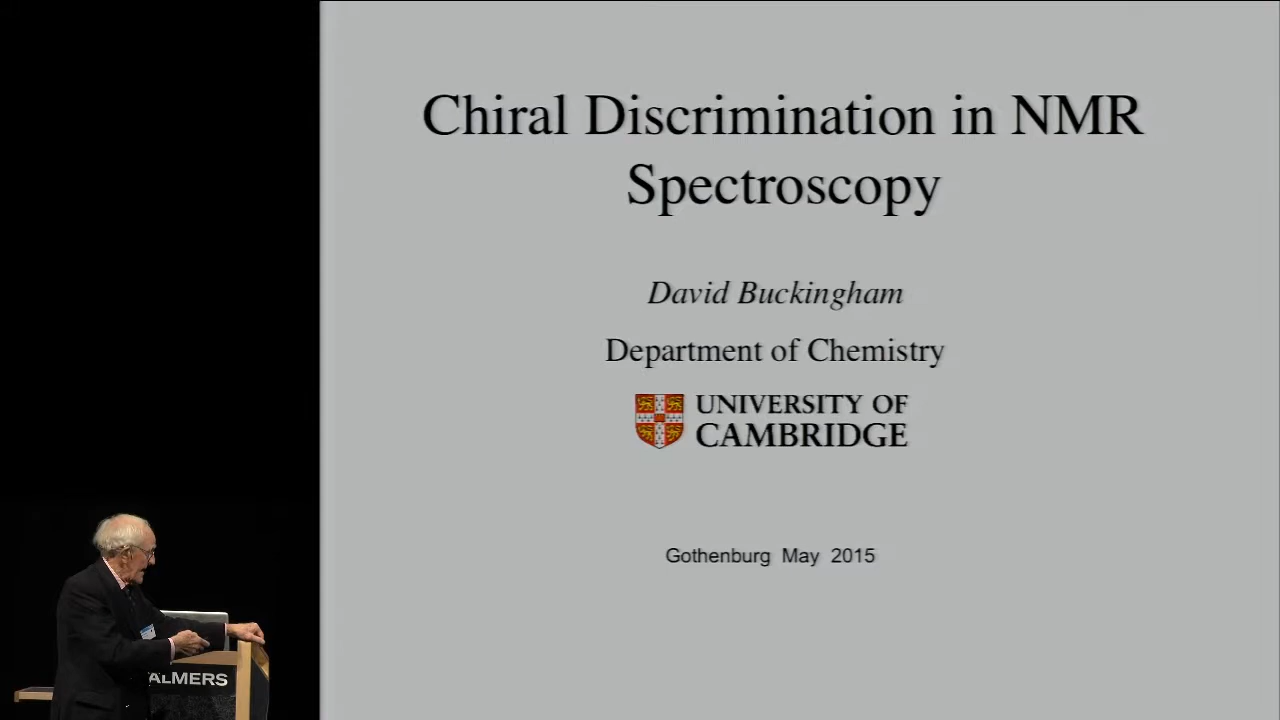 Chiral Discrimination in NMR
Spectroscopy
David Buckingham
Department of Chemistry
UNIVERSITY OF
CAMBRIDGE
Gothenburg May 2015
ALMERS